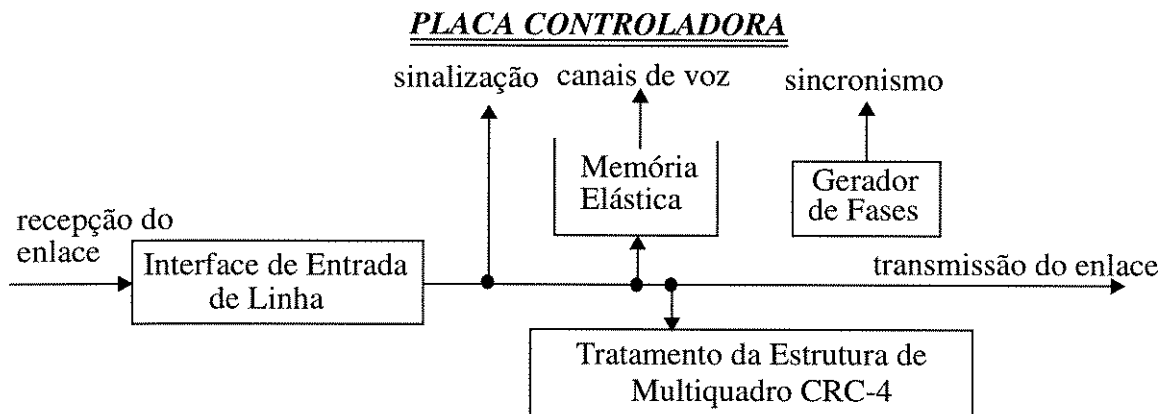 PLACA CONTROLADORA
sinalização
canais de voz
sincronismo
Memória
Elástica
Gerador
de Fases
recepção do
enlace
Interface de Entrada
de Linha
transmissão do enlace
Tratamento da Estrutura de
Multiquadro CRC-4